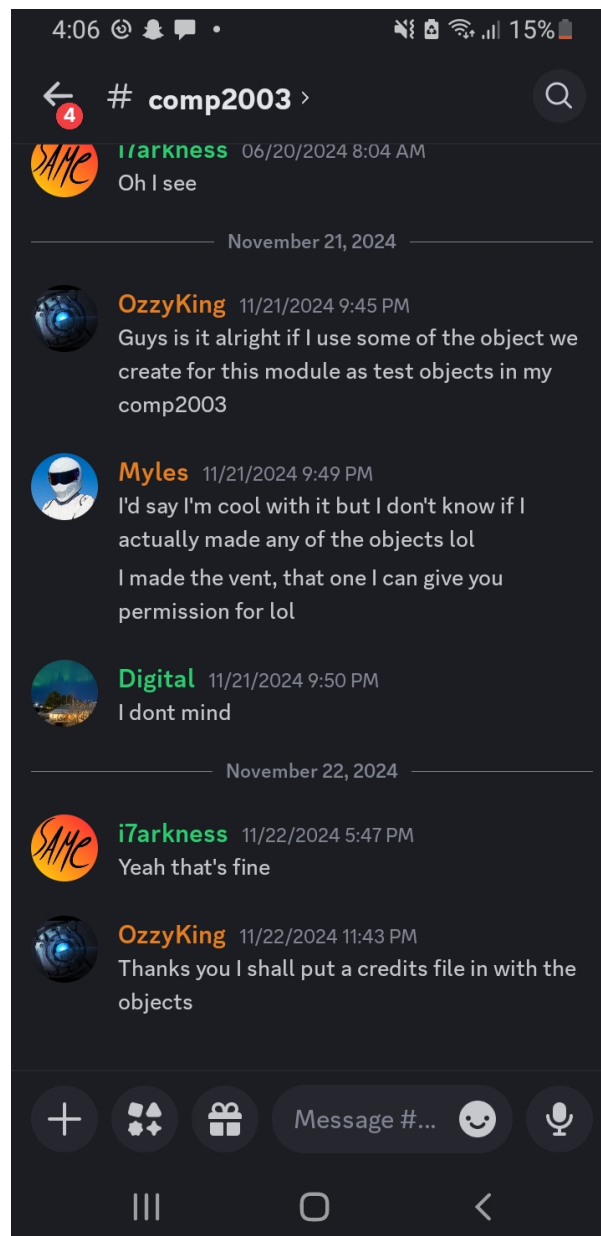 4:06 15%
4
# comp2003 >
SAME
i7arkness 06/20/2024 8:04 AM
Oh I see
November 21, 2024
OzzyKing 11/21/2024 9:45 PM
Guys is it alright if I use some of the object we
create for this module as test objects in my
comp2003
Myles 11/21/2024 9:49 PM
I'd say I'm cool with it but I don't know if I
actually made any of the objects lol
I made the vent, that one I can give you
permission for lol
Digital 11/21/2024 9:50 PM
I dont mind
November 22, 2024
SAME
i7arkness 11/22/2024 5:47 PM
Yeah that's fine
OzzyKing 11/22/2024 11:43 PM
Thanks you I shall put a credits file in with the
objects
Message #...